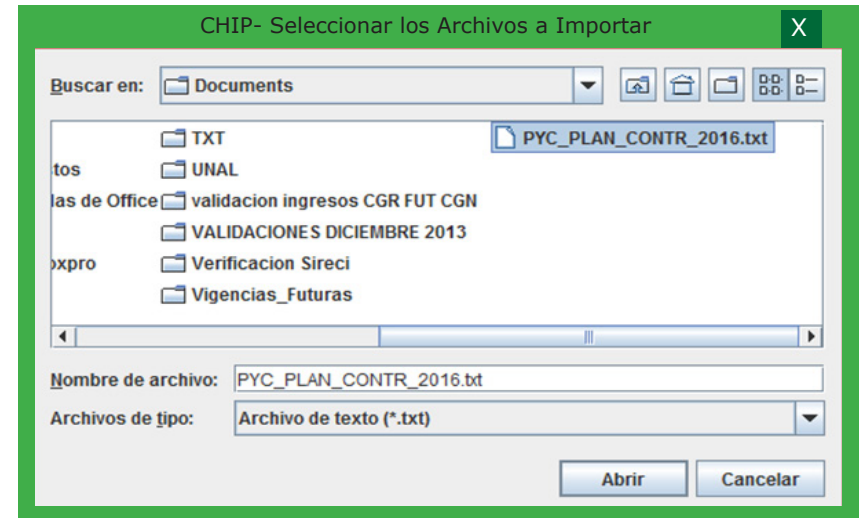 CHIP- Seleccionar los Archivos a Importar X
Buscar en: Documents
TXT PYC_PLAN_CONTR_2016.txt
tos UNAL
las de Office validacion ingresos CGR FUT CGN
VALIDACIONES DICIEMBRE 2013
oxpro Verificacion Sireci
Vigencias_Futuras
Nombre de archivo: PYC_PLAN_CONTR_2016.txt
Archivos de tipo: Archivo de texto (*.txt)
Abrir Cancelar